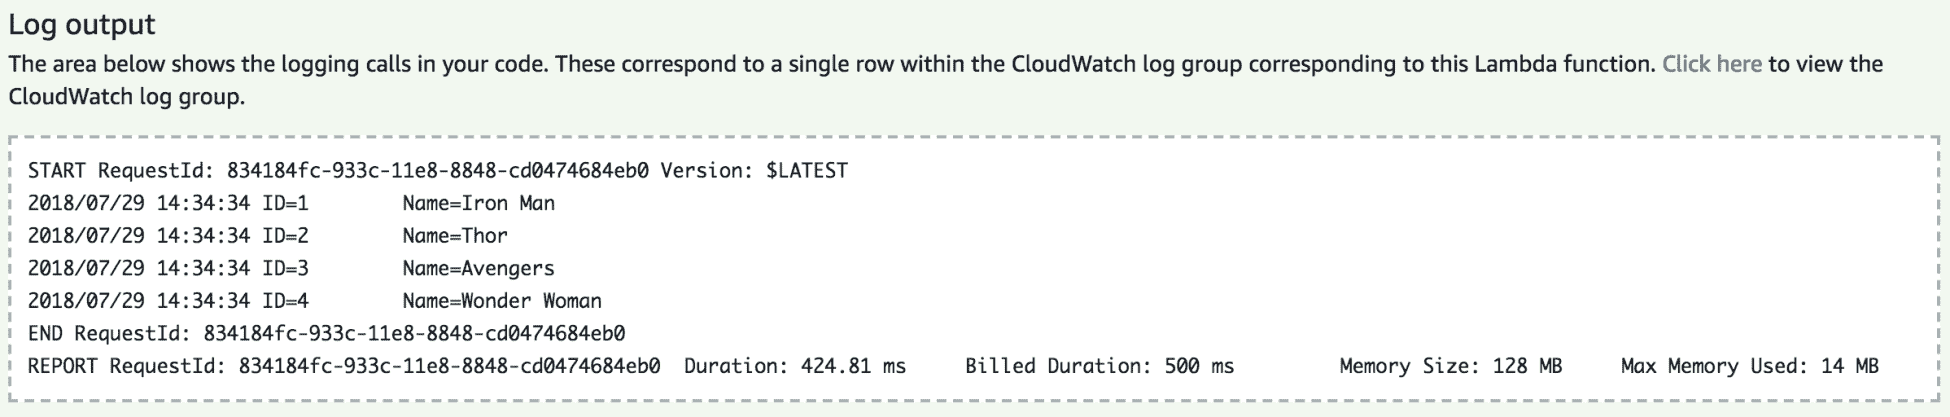 Log output
The area below shows the logging calls in your code. These correspond to a single row within the CloudWatch log group corresponding to this Lambda function. Click here to view the
CloudWatch log group.
START RequestId: 834184fc-933c-11e8-8848-cd0474684eb0 Version: $LATEST
2018/07/29 14:34:34 ID=1 Name=Iron Man
2018/07/29 14:34:34 ID=2 Name=Thor
2018/07/29 14:34:34 ID=3 Name=Avengers
2018/07/29 14:34:34 ID=4 Name=Wonder Woman
END RequestId: 834184fc-933c-11e8-8848-cd0474684eb0
REPORT RequestId: 834184fc-933c-11e8-8848-cd0474684eb0 Duration: 424.81 ms Billed Duration: 500 ms Memory Size: 128 MB Max Memory Used: 14 MB